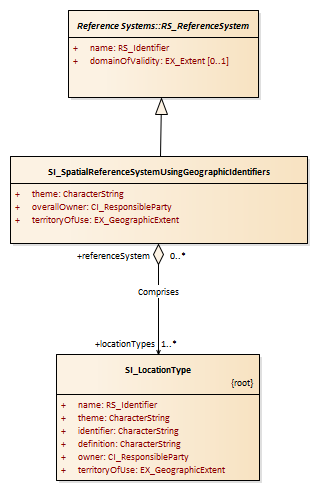 Reference Systems::RS_ReferenceSystem
+ name: RS_Identifier
+ domainOfValidity: EX_Extent [0..1]
SI_SpatialReferenceSystemUsingGeographicIdentifiers
+ theme: CharacterString
+ overallOwner: CI_ResponsibleParty
+ territoryOfUse: EX_GeographicExtent
+referenceSystem 0..*
Comprises
+locationTypes 1..*
SI_LocationType
{root}
+ name: RS_Identifier
+ theme: CharacterString
+ identifier: CharacterString
+ definition: CharacterString
+ owner: CI_ResponsibleParty
+ territoryOfUse: EX_GeographicExtent